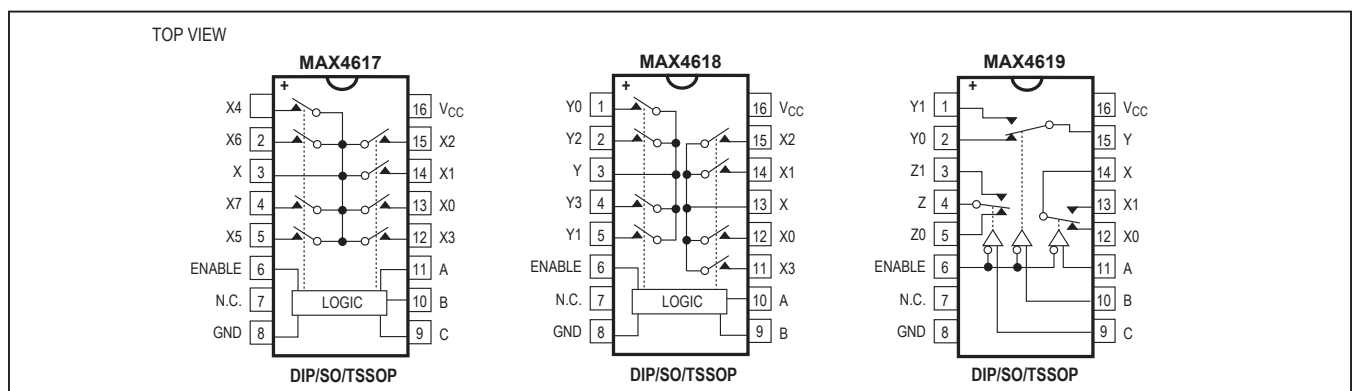 TOP VIEW
MAX4617
+
X4
X6 2
X 3
X7 4
X5 5
ENABLE 6
N.C. 7
GND 8
16 VCC
15 X2
14 X1
13 X0
12 X3
11 A
10 B
9 C
LOGIC
DIP/SO/TSSOP
MAX4618
+
Y0 1
Y2 2
Y 3
Y3 4
Y1 5
ENABLE 6
N.C. 7
GND 8
16 VCC
15 X2
14 X1
13 X
12 X0
11 X3
10 A
9 B
LOGIC
DIP/SO/TSSOP
MAX4619
+
Y1 1
Y0 2
Z1 3
Z 4
Z0 5
ENABLE 6
N.C. 7
GND 8
16 VCC
15 Y
14 X
13 X1
12 X0
11 A
10 B
9 C
DIP/SO/TSSOP